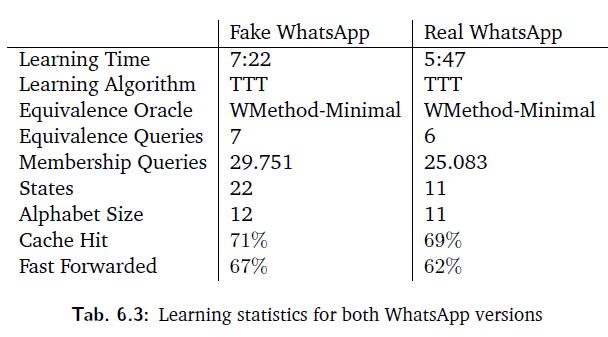 Fake WhatsApp Real WhatsApp
Learning Time 7:22 5:47
Learning Algorithm TTT TTT
Equivalence Oracle WMethod-Minimal WMethod-Minimal
Equivalence Queries 7 6
Membership Queries 29.751 25.083
States 22 11
Alphabet Size 12 11
Cache Hit 71% 69%
Fast Forwarded 67% 62%
Tab. 6.3: Learning statistics for both WhatsApp versions